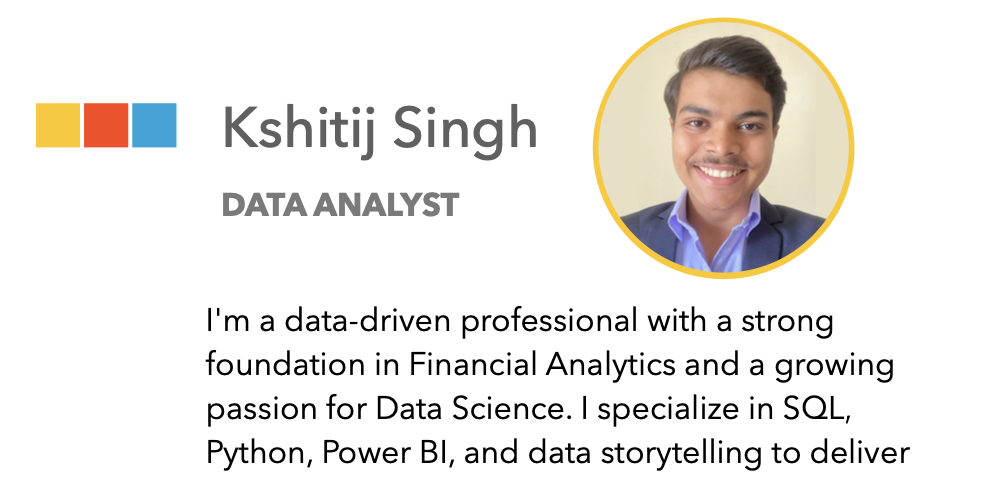 Kshitij Singh
DATA ANALYST
I'm a data-driven professional with a strong
foundation in Financial Analytics and a growing
passion for Data Science. I specialize in SQL,
Python, Power BI, and data storytelling to deliver